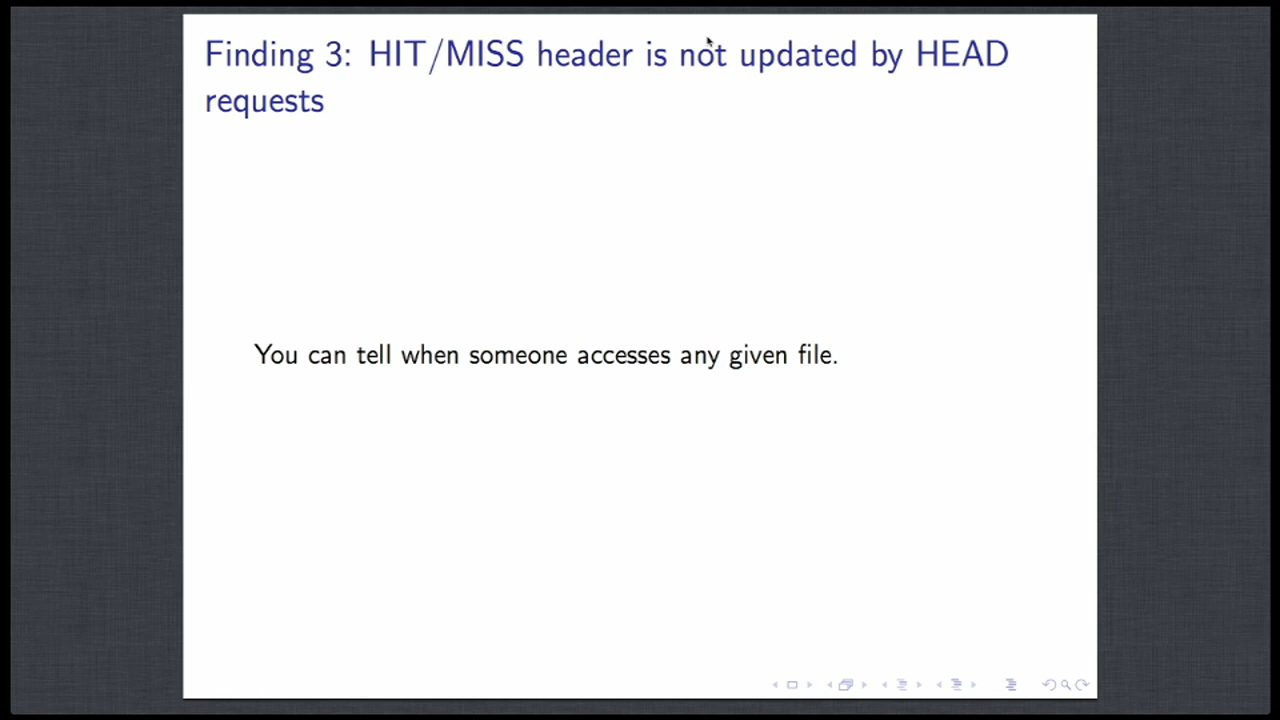 Finding 3: HIT/MISS header is not updated by HEAD
requests
You can tell when someone accesses any given file.